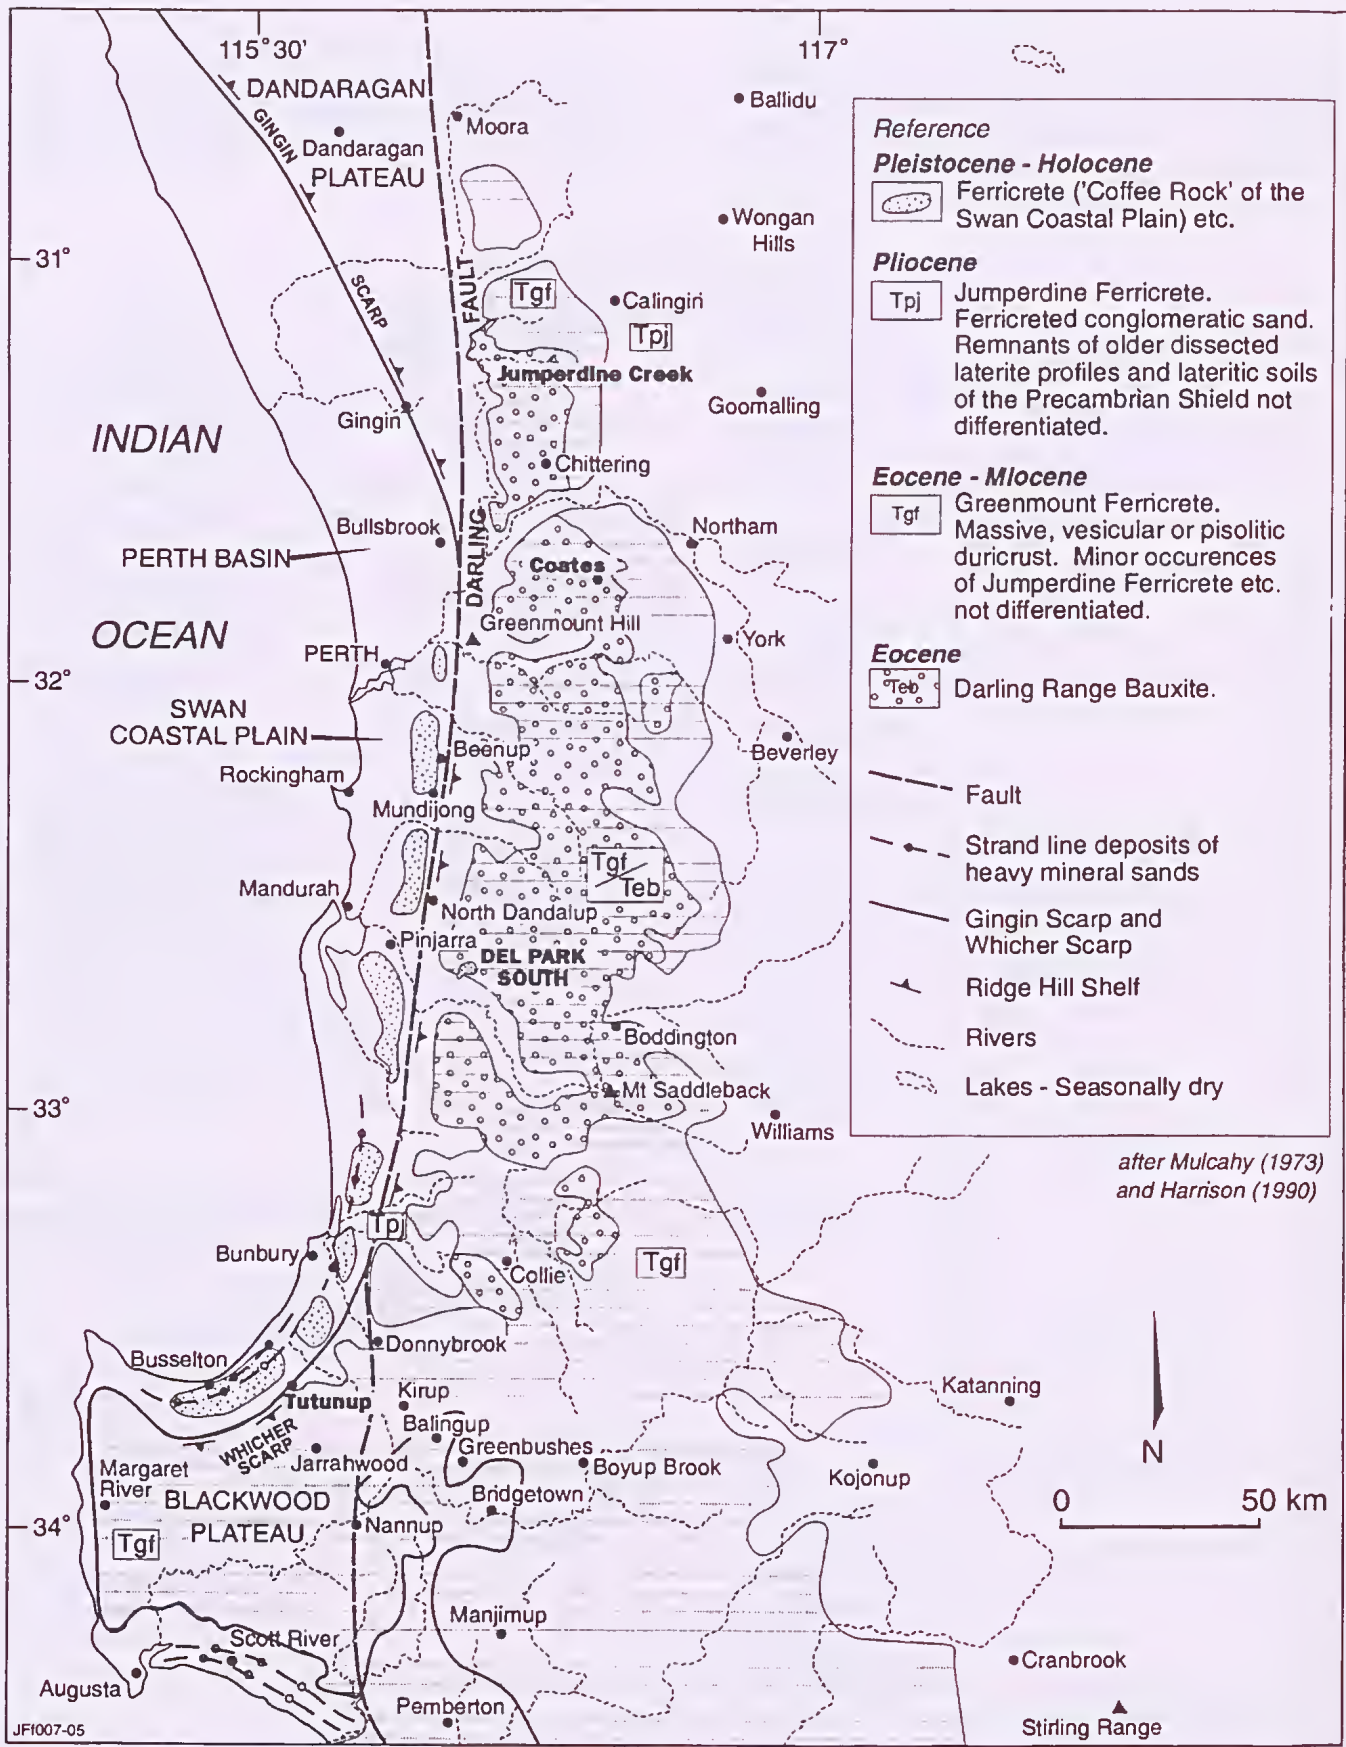 115°30'
117°
DANDARAGAN
GINGIN
Dandaragan
PLATEAU
Moora
Ballidu
Wongan
Hills
31°
SCARP
FAULT
Tgf
Calingiri
Tpj
Jumperdine Creek
Gingin
Goomalling
INDIAN
Chittering
Bullsbrook
DARLING
Northam
PERTH BASIN
Coates
OCEAN
Greenmount Hill
York
PERTH
32°
SWAN
COASTAL PLAIN
Beenup
Beverley
Rockingham
Mundijong
Tgf
Teb
Mandurah
North Dandalup
Pinjarra
DEL PARK
SOUTH
Boddington
Mt Saddleback
33°
Williams
Tpj
Bunbury
Collie
Tgf
Donnybrook
Busselton
Kirup
Katanning
Tutunup
Balingup
WHICHER
SCARP
Jarrahwood
Greenbushes
Boyup Brook
Kojonup
Margaret
River
BLACKWOOD
PLATEAU
Bridgetown
34°
Nannup
Tgf
Manjimup
Scott River
Cranbrook
Augusta
Pemberton
Stirling Range
JFf007-05
Reference
Pleistocene - Holocene
Ferricrete ('Coffee Rock' of the
Swan Coastal Plain) etc.
Pliocene
Tpj
Jumperdine Ferricrete.
Ferricreted conglomeratic sand.
Remnants of older dissected
laterite profiles and lateritic soils
of the Precambrian Shield not
differentiated.
Eocene - Miocene
Tgf
Greenmount Ferricrete.
Massive, vesicular or pisolitic
duricrust. Minor occurences
of Jumperdine Ferricrete etc.
not differentiated.
Eocene
Teb
Darling Range Bauxite.
Fault
Strand line deposits of
heavy mineral sands
Gingin Scarp and
Whicher Scarp
Ridge Hill Shelf
Rivers
Lakes - Seasonally dry
after Mulcahy (1973)
and Harrison (1990)
N
0 50 km